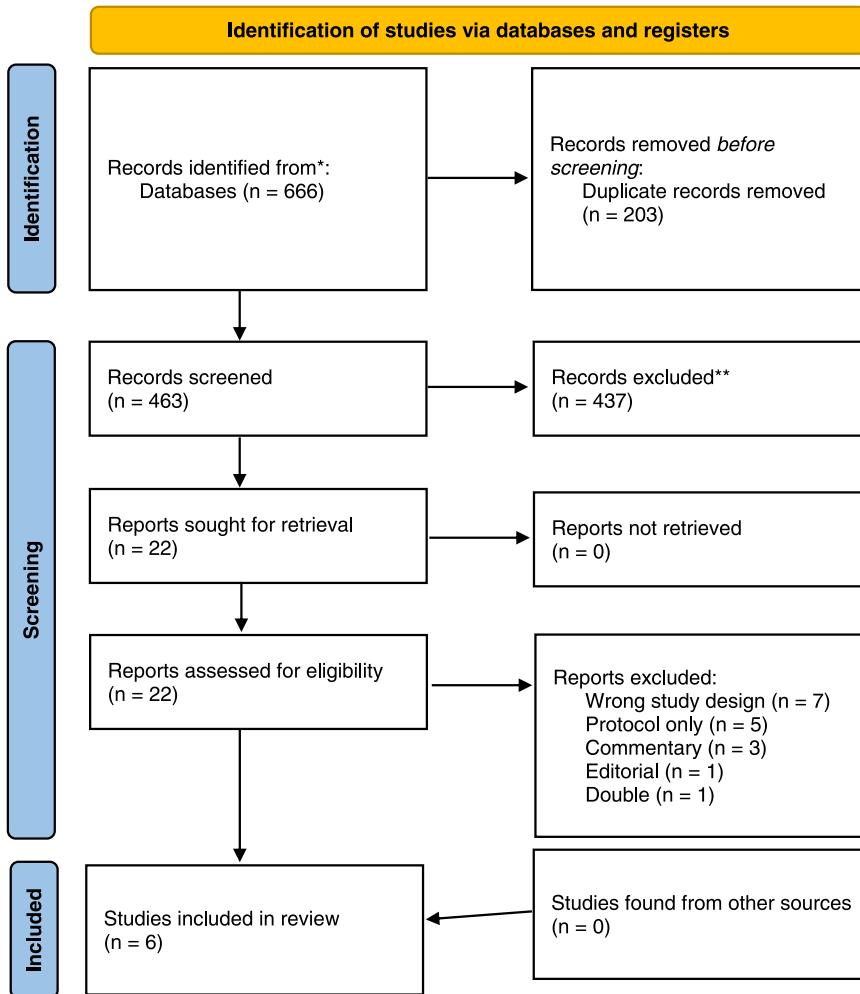 Identification of studies via databases and registers
Identification
Records identified from*:
Databases (n = 666)
Records removed before
screening:
Duplicate records removed
(n = 203)
Screening
Records screened
(n = 463)
Records excluded**
(n = 437)
Reports sought for retrieval
(n = 22)
Reports not retrieved
(n = 0)
Reports assessed for eligibility
(n = 22)
Reports excluded:
Wrong study design (n = 7)
Protocol only (n = 5)
Commentary (n = 3)
Editorial (n = 1)
Double (n = 1)
Included
Studies included in review
(n = 6)
Studies found from other sources
(n = 0)